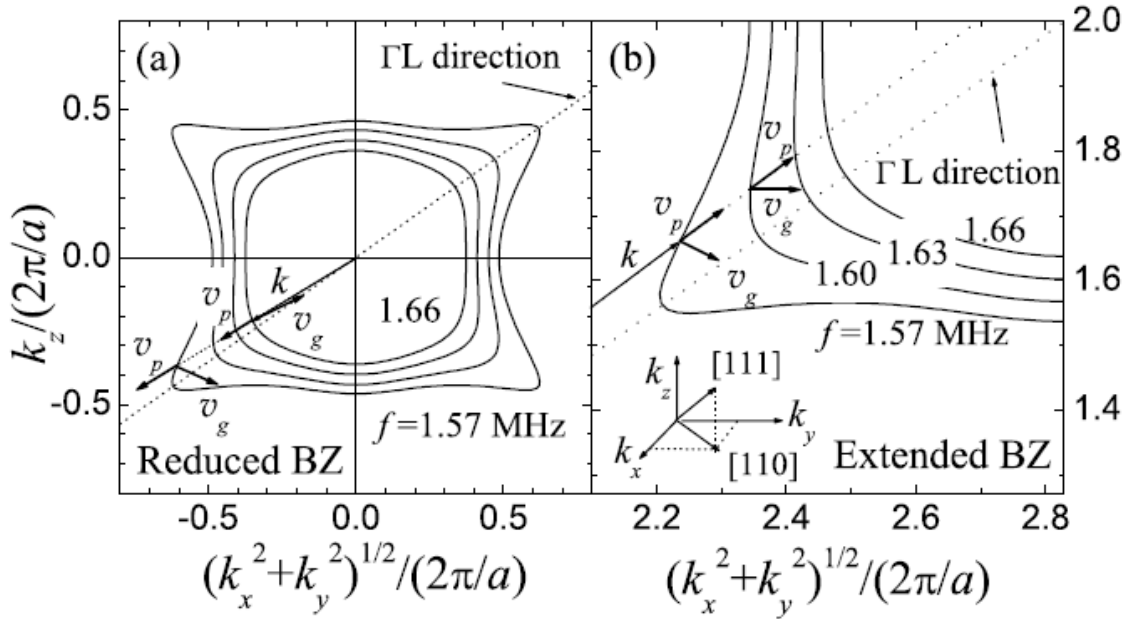 (a)
ΓL direction
0.5
0.0
-0.5
k_z/(2π/a)
v_p
k
v_g
1.66
v_p
v_g
f=1.57 MHz
Reduced BZ
-0.5 0.0 0.5
(k_x^2+k_y^2)^{1/2}/(2π/a)
(b)
2.0
1.8
1.6
1.4
v_p
v_g
ΓL direction
v_p
k
v_g
1.66
1.63
1.60
f=1.57 MHz
k_z
[111]
k_y
k_x
[110]
Extended BZ
2.2 2.4 2.6 2.8
(k_x^2+k_y^2)^{1/2}/(2π/a)